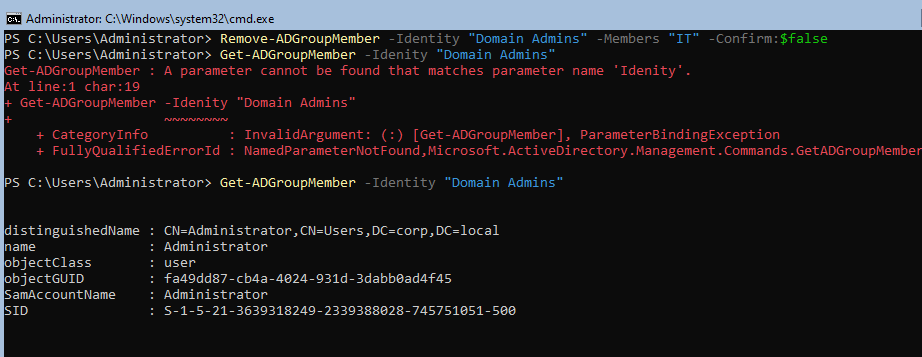 Administrator: C:\Windows\system32\cmd.exe
PS C:\Users\Administrator> Remove-ADGroupMember -Identity "Domain Admins" -Members "IT" -Confirm:$false
PS C:\Users\Administrator> Get-ADGroupMember -Idenity "Domain Admins"
Get-ADGroupMember : A parameter cannot be found that matches parameter name 'Idenity'.
At line:1 char:19
+ Get-ADGroupMember -Idenity "Domain Admins"
+                   ~~~~~~~~
    + CategoryInfo          : InvalidArgument: (:) [Get-ADGroupMember], ParameterBindingException
    + FullyQualifiedErrorId : NamedParameterNotFound,Microsoft.ActiveDirectory.Management.Commands.GetADGroupMember
PS C:\Users\Administrator> Get-ADGroupMember -Identity "Domain Admins"
distinguishedName : CN=Administrator,CN=Users,DC=corp,DC=local
name              : Administrator
objectClass       : user
objectGUID        : fa49dd87-cb4a-4024-931d-3dabb0ad4f45
SamAccountName    : Administrator
SID               : S-1-5-21-3639318249-2339388028-745751051-500